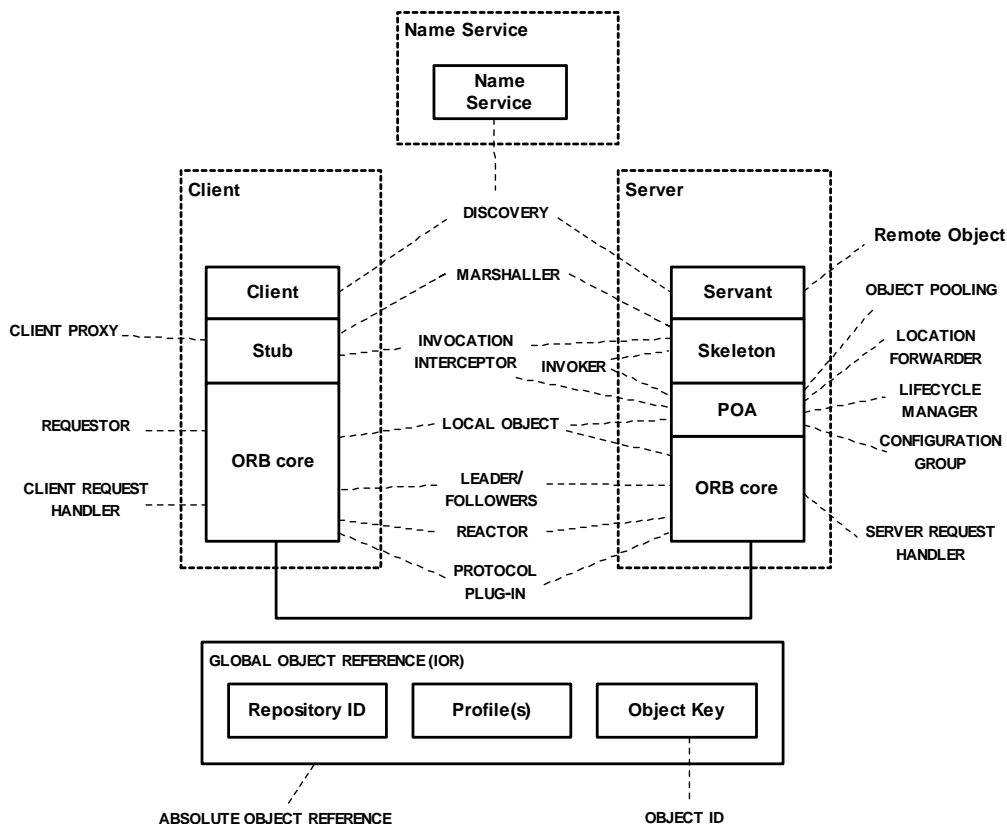 Name Service
Name
Service
Client
Server
DISCOVERY
Remote Object
MARSHALLER
Client
Servant
OBJECT POOLING
CLIENT PROXY
Stub
INVOCATION
INTERCEPTOR
INVOKER
Skeleton
LOCATION
FORWARDER
POA
LIFECYCLE
MANAGER
REQUESTOR
LOCAL OBJECT
CONFIGURATION
GROUP
ORB core
CLIENT REQUEST
HANDLER
LEADER/
FOLLOWERS
ORB core
REACTOR
SERVER REQUEST
HANDLER
PROTOCOL
PLUG-IN
GLOBAL OBJECT REFERENCE (IOR)
Repository ID
Profile(s)
Object Key
ABSOLUTE OBJECT REFERENCE
OBJECT ID